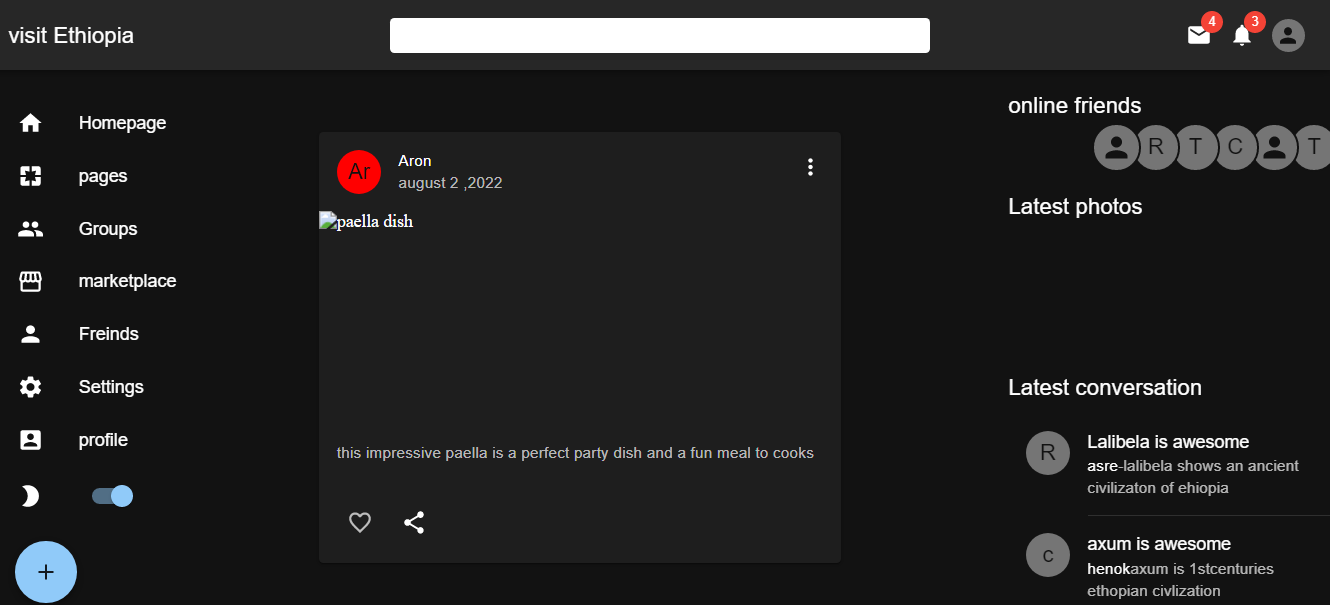 visit Ethiopia
4
3
Homepage
pages
Groups
marketplace
Freinds
Settings
profile
+
Ar
Aron
august 2 ,2022
paella dish
this impressive paella is a perfect party dish and a fun meal to cooks
online friends
R T C T
Latest photos
Latest conversation
R
Lalibela is awesome
asre-lalibela shows an ancient
civilizaton of ehiopia
c
axum is awesome
henokaxum is 1stcenturies
ethopian civlization